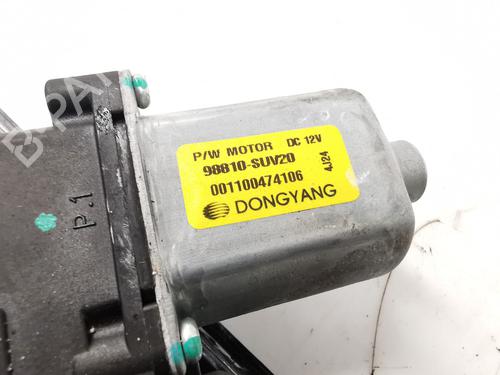 P/W MOTOR DC 12V
98810-SUV20
001100474106
4J24
DONGYANG
P.1